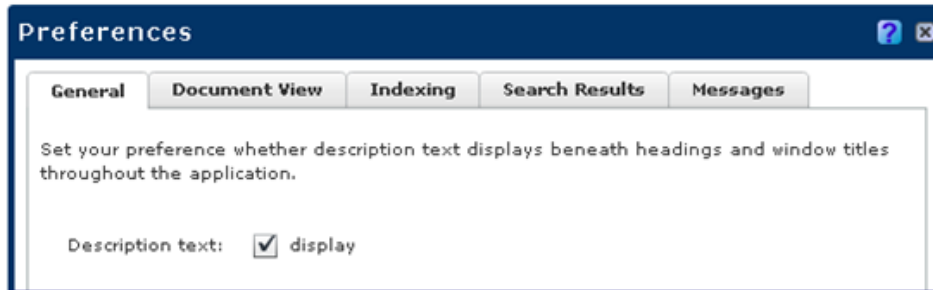 Preferences
?
General Document View Indexing Search Results Messages
Set your preference whether description text displays beneath headings and window titles
throughout the application.
Description text: display